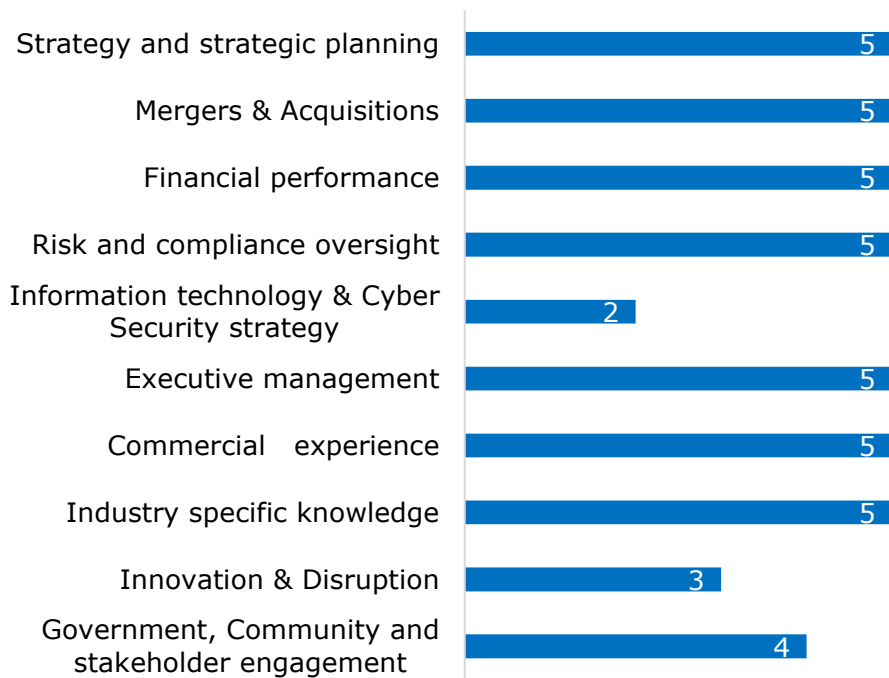 Strategy and strategic planning 5
Mergers & Acquisitions 5
Financial performance 5
Risk and compliance oversight 5
Information technology & Cyber
Security strategy 2
Executive management 5
Commercial experience 5
Industry specific knowledge 5
Innovation & Disruption 3
Government, Community and
stakeholder engagement 4